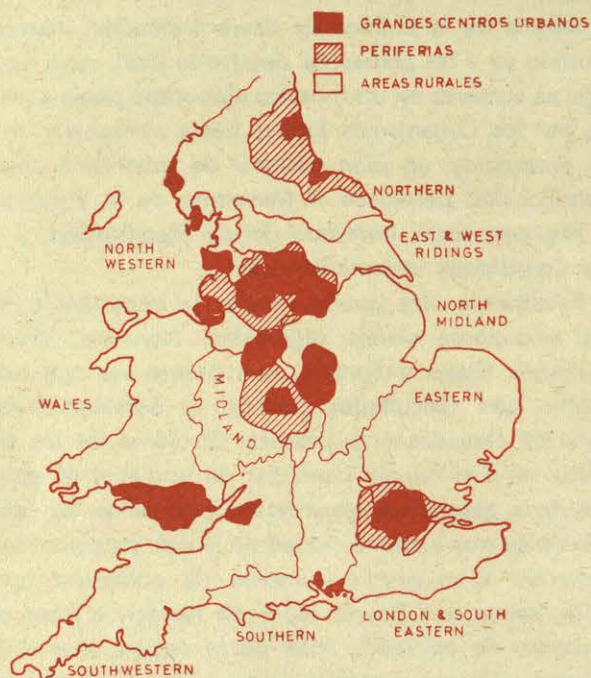 GRANDES CENTROS URBANOS
PERIFERIAS
AREAS RURALES
NORTHERN
NORTH
WESTERN
EAST & WEST
RIDINGS
NORTH
MIDLAND
EASTERN
WALES
MIDLAND
LONDON & SOUTH
EASTERN
SOUTHERN
SOUTHWESTERN